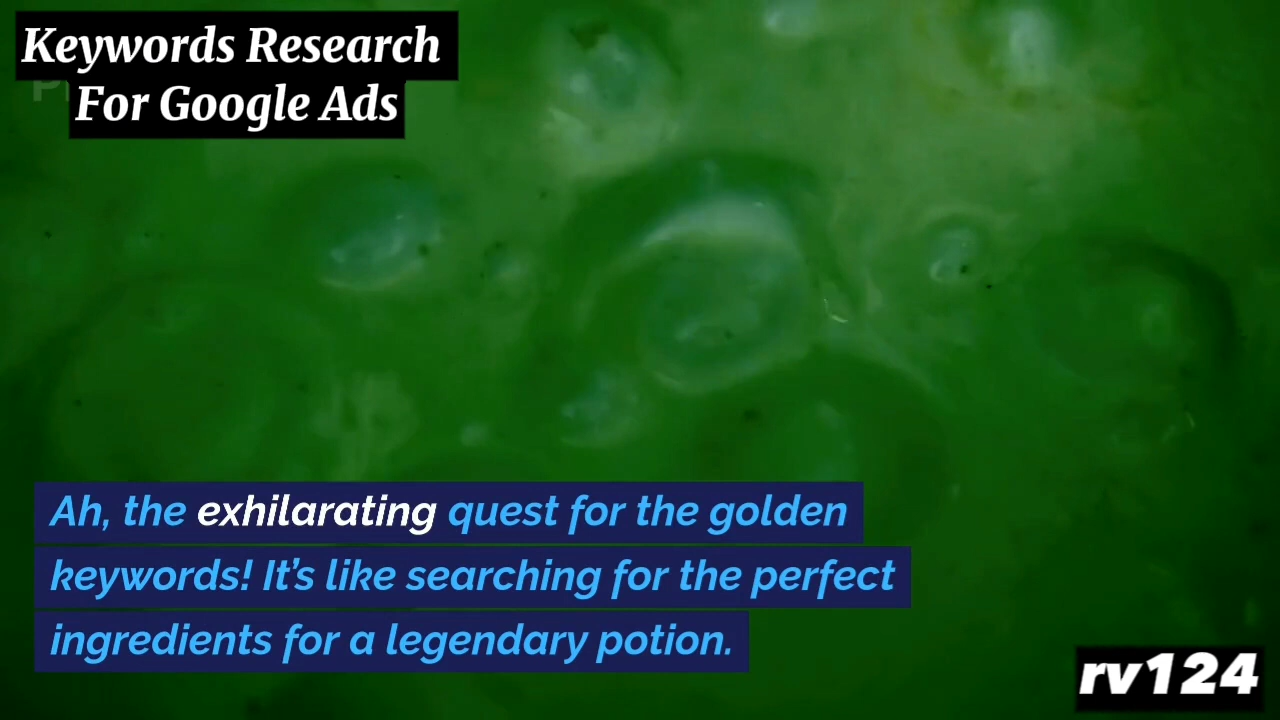 Keywords Research
For Google Ads
Ah, the exhilarating quest for the golden
keywords! It’s like searching for the perfect
ingredients for a legendary potion.
rv124